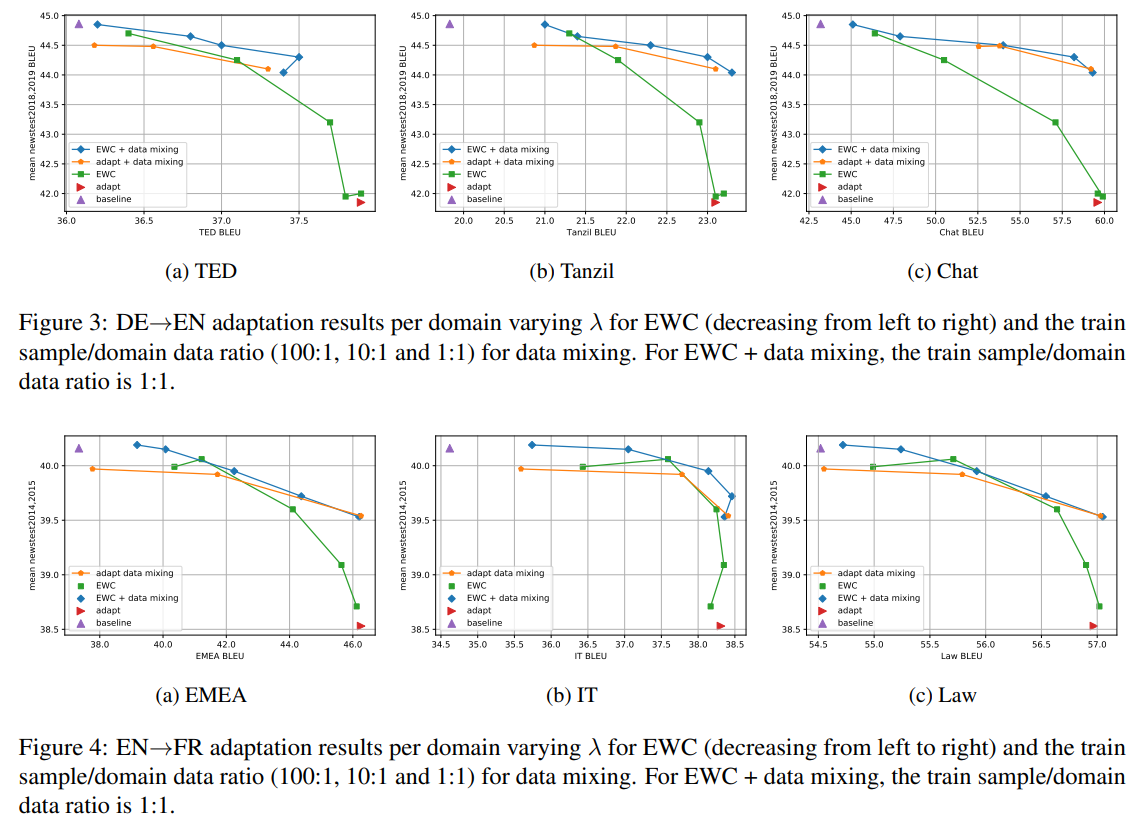 45.0
44.5
44.0
43.5
43.0
42.5
42.0
mean newstest2018,2019 BLEU
EWC + data mixing
adapt + data mixing
EWC
adapt
baseline
36.0 36.5 37.0 37.5
TED BLEU
45.0
44.5
44.0
43.5
43.0
42.5
42.0
mean newstest2018,2019 BLEU
EWC + data mixing
adapt + data mixing
EWC
adapt
baseline
20.0 20.5 21.0 21.5 22.0 22.5 23.0
Tanzil BLEU
45.0
44.5
44.0
43.5
43.0
42.5
42.0
mean newstest2018,2019 BLEU
EWC + data mixing
adapt + data mixing
EWC
adapt
baseline
42.5 45.0 47.5 50.0 52.5 55.0 57.5 60.0
Chat BLEU
(a) TED
(b) Tanzil
(c) Chat
Figure 3: DE→EN adaptation results per domain varying λ for EWC (decreasing from left to right) and the train
sample/domain data ratio (100:1, 10:1 and 1:1) for data mixing. For EWC + data mixing, the train sample/domain
data ratio is 1:1.
40.0
39.5
39.0
38.5
mean newstest2014,2015
adapt data mixing
EWC
EWC + data mixing
adapt
baseline
38.0 40.0 42.0 44.0 46.0
EMEA BLEU
40.0
39.5
39.0
38.5
mean newstest2014,2015
adapt data mixing
EWC
EWC + data mixing
adapt
baseline
34.5 35.0 35.5 36.0 36.5 37.0 37.5 38.0 38.5
IT BLEU
40.0
39.5
39.0
38.5
mean newstest2014,2015
adapt data mixing
EWC
EWC + data mixing
adapt
baseline
54.5 55.0 55.5 56.0 56.5 57.0
Law BLEU
(a) EMEA
(b) IT
(c) Law
Figure 4: EN→FR adaptation results per domain varying λ for EWC (decreasing from left to right) and the train
sample/domain data ratio (100:1, 10:1 and 1:1) for data mixing. For EWC + data mixing, the train sample/domain
data ratio is 1:1.